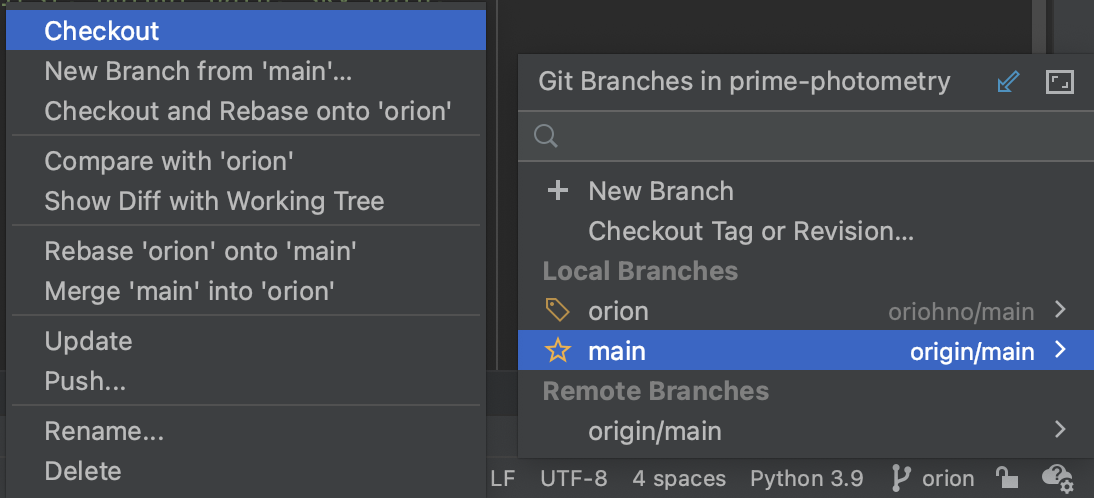 Checkout
New Branch from 'main'...
Checkout and Rebase onto 'orion'
Compare with 'orion'
Show Diff with Working Tree
Rebase 'orion' onto 'main'
Merge 'main' into 'orion'
Update
Push...
Rename...
Delete
Git Branches in prime-photometry
New Branch
Checkout Tag or Revision...
Local Branches
orion oriohno/main
main origin/main
Remote Branches
origin/main
LF UTF-8 4 spaces Python 3.9 orion